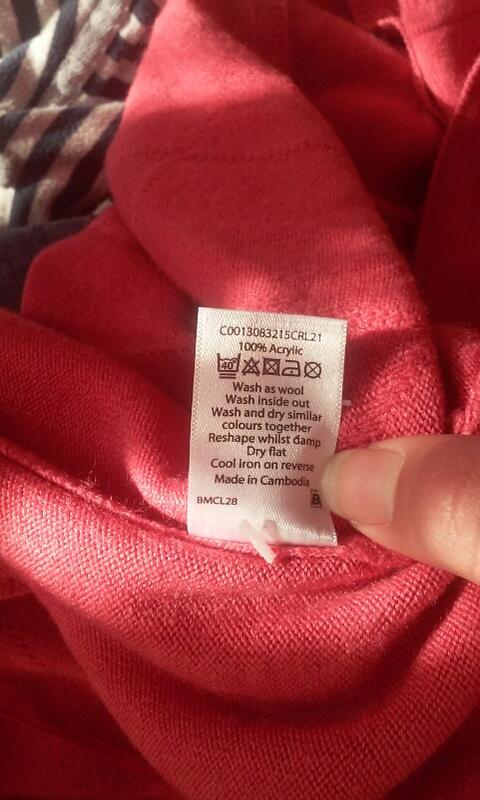 C0013083215CRL21
100% Acrylic
40°
Wash as wool
Wash inside out
Wash and dry similar
colours together
Reshape whilst damp
Dry flat
Cool iron on reverse
Made in Cambodia
BMCL28 B